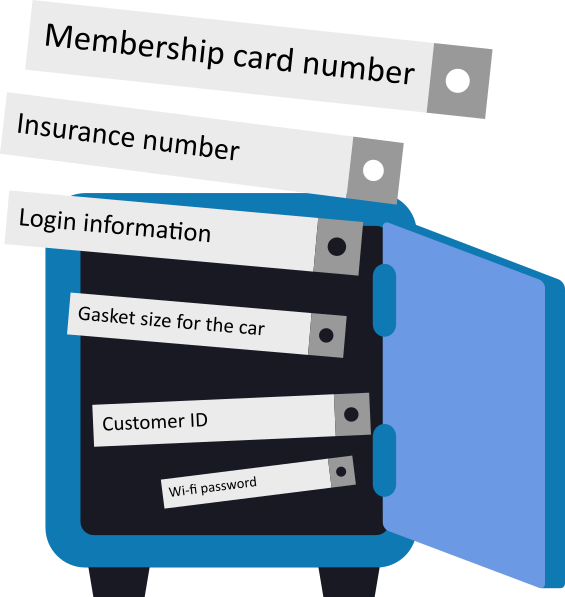 Membership card number
Insurance number
Login information
Gasket size for the car
Customer ID
Wi-fi password